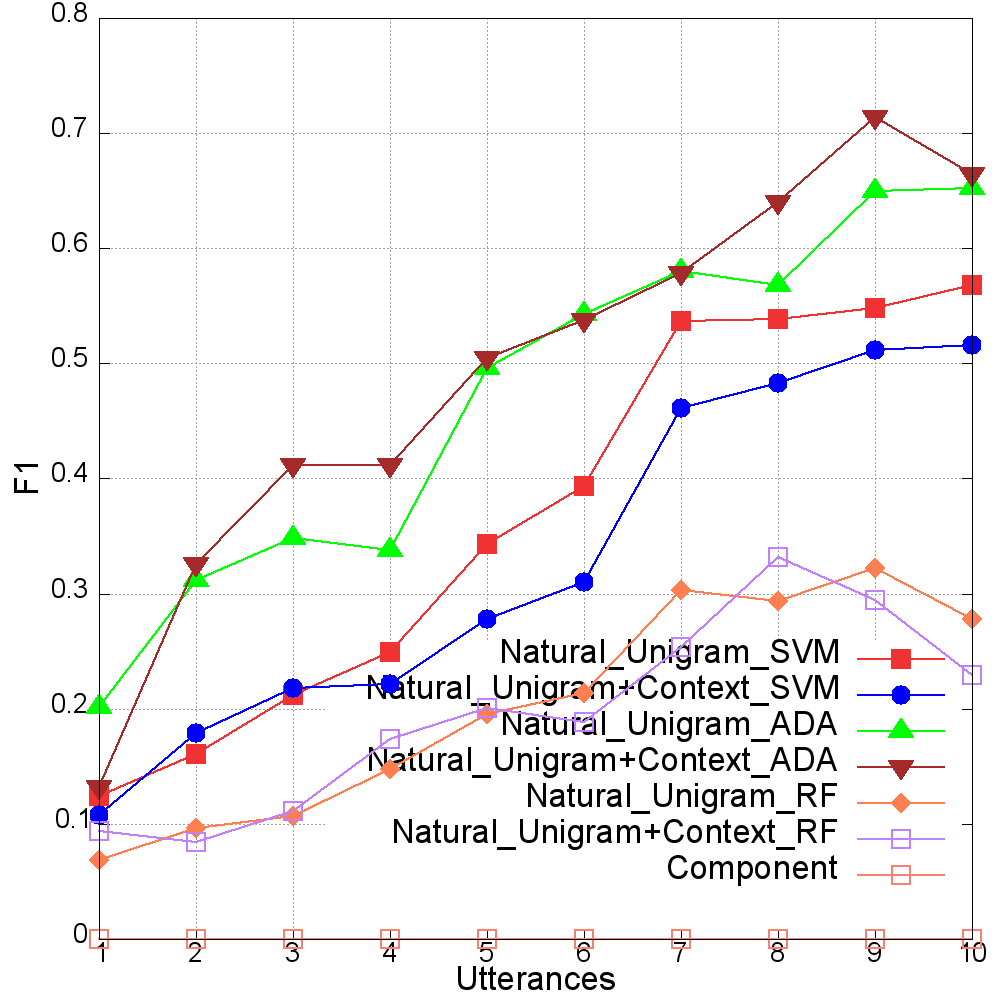 0.8
0.7
0.6
0.5
0.4
0.3
0.2
0.1
0
F1
Natural_Unigram_SVM
Natural_Unigram+Context_SVM
Natural_Unigram_ADA
Natural_Unigram+Context_ADA
Natural_Unigram_RF
Natural_Unigram+Context_RF
Component
1 2 3 4 5 6 7 8 9 10
Utterances